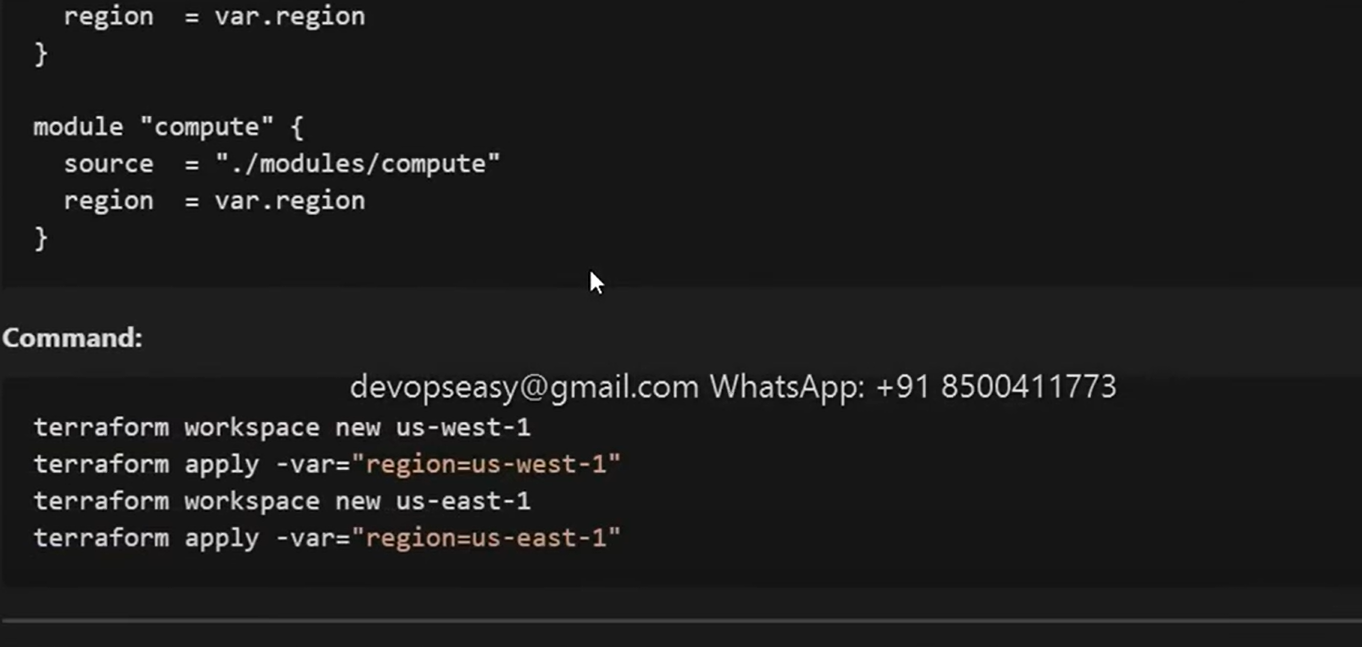 region  = var.region
}
module "compute" {
source  = "./modules/compute"
region  = var.region
}
Command:
devopseasy@gmail.com WhatsApp: +91 8500411773
terraform workspace new us-west-1
terraform apply -var="region=us-west-1"
terraform workspace new us-east-1
terraform apply -var="region=us-east-1"